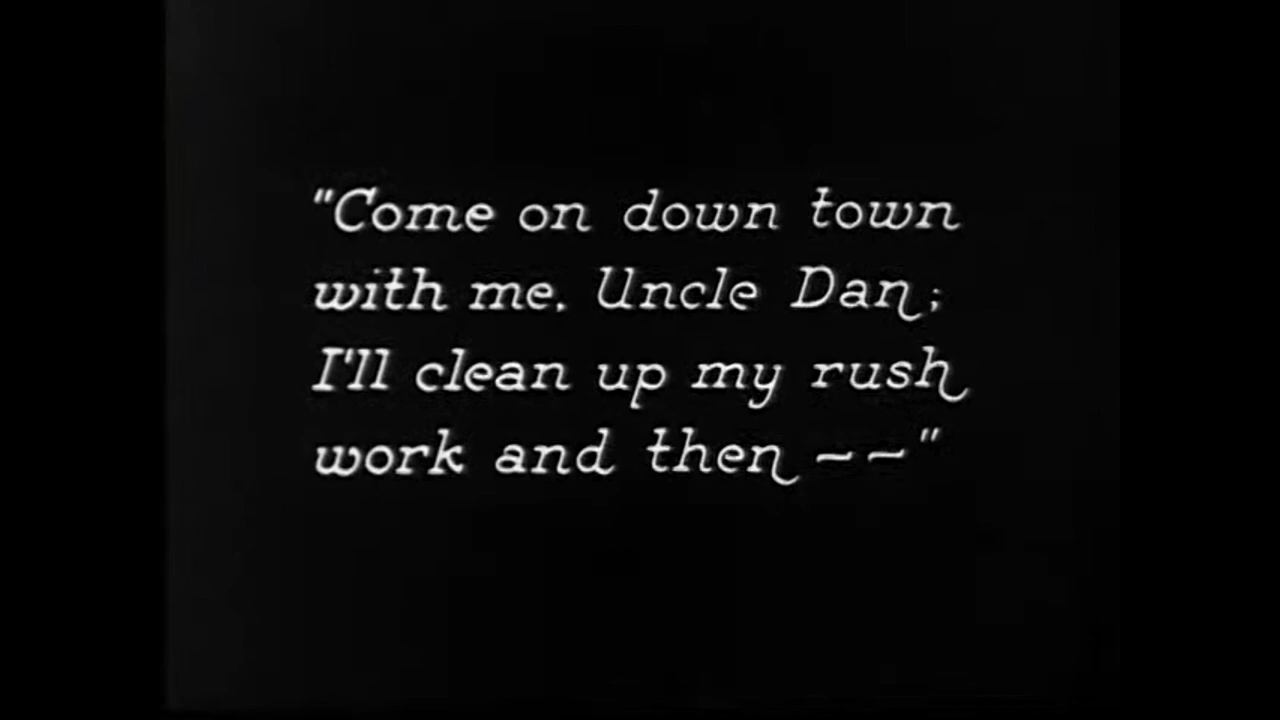 "Come on down town
with me, Uncle Dan;
I'll clean up my rush
work and then – –"